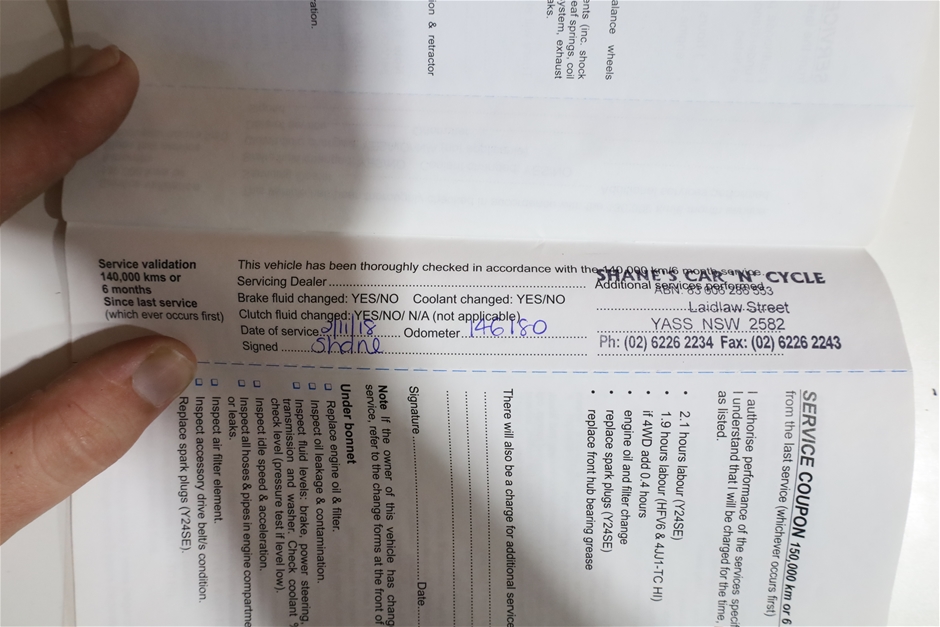 Service validation
140,000 kms or
6 months
Since last service
(which ever occurs first)
This vehicle has been thoroughly checked in accordance with the 140,000 km/6 month service.
Servicing Dealer
Additional services performed
Brake fluid changed: YES/NO Coolant changed: YES/NO
Clutch fluid changed: YES/NO/ N/A (not applicable)
Date of service 2/11/18 Odometer 146180
Signed Shane
SHANE'S CAR 'N' CYCLE
Laidlaw Street
YASS NSW 2582
Ph: (02) 6226 2234 Fax: (02) 6226 2243
SERVICE COUPON 150,000 km or 6
from the last service (whichever occurs first)
I authorise performance of the services specif
I understand that I will be charged for the time,
as listed.
• 2.1 hours labour (Y24SE)
• 1.9 hours labour (HFV6 & 4JJ1-TC HI)
• if 4WD add 0.4 hours
• engine oil and filter change
• replace spark plugs (Y24SE)
• replace front hub bearing grease
There will also be a charge for additional service
Signature Date
Note If the owner of this vehicle has chang
service, refer to the change forms at the front of
Under bonnet
Replace engine oil & filter.
Inspect oil leakage & contamination.
Inspect fluid levels: brake, power steering,
transmission and washer. Check coolant %
check level (pressure test if level low).
Inspect idle speed & acceleration.
Inspect all hoses & pipes in engine compartme
or leaks.
Inspect air filter element.
Inspect accessory drive belt's condition.
Replace spark plugs (Y24SE).
alance wheels
ents (inc. shock
eaf springs, coil
ystem, exhaust
aks.
ion & retractor
ration.